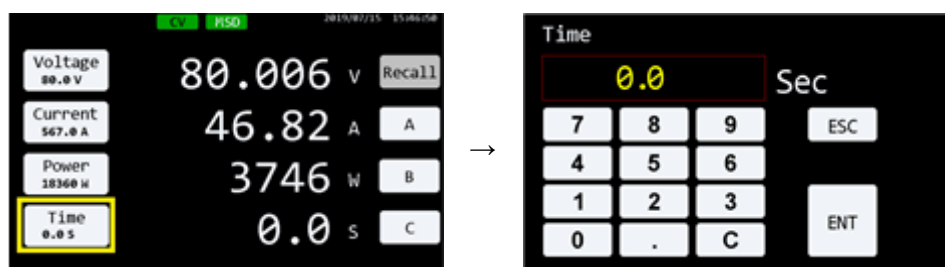 CV MSD 2019/07/15 15:46:50
Voltage 80.0 V 80.006 V Recall
Current 567.0 A 46.82 A A
Power 18360 W 3746 W B
Time 0.0 S 0.0 S C
→
Time
0.0 Sec
7 8 9 ESC
4 5 6
1 2 3 ENT
0 . C